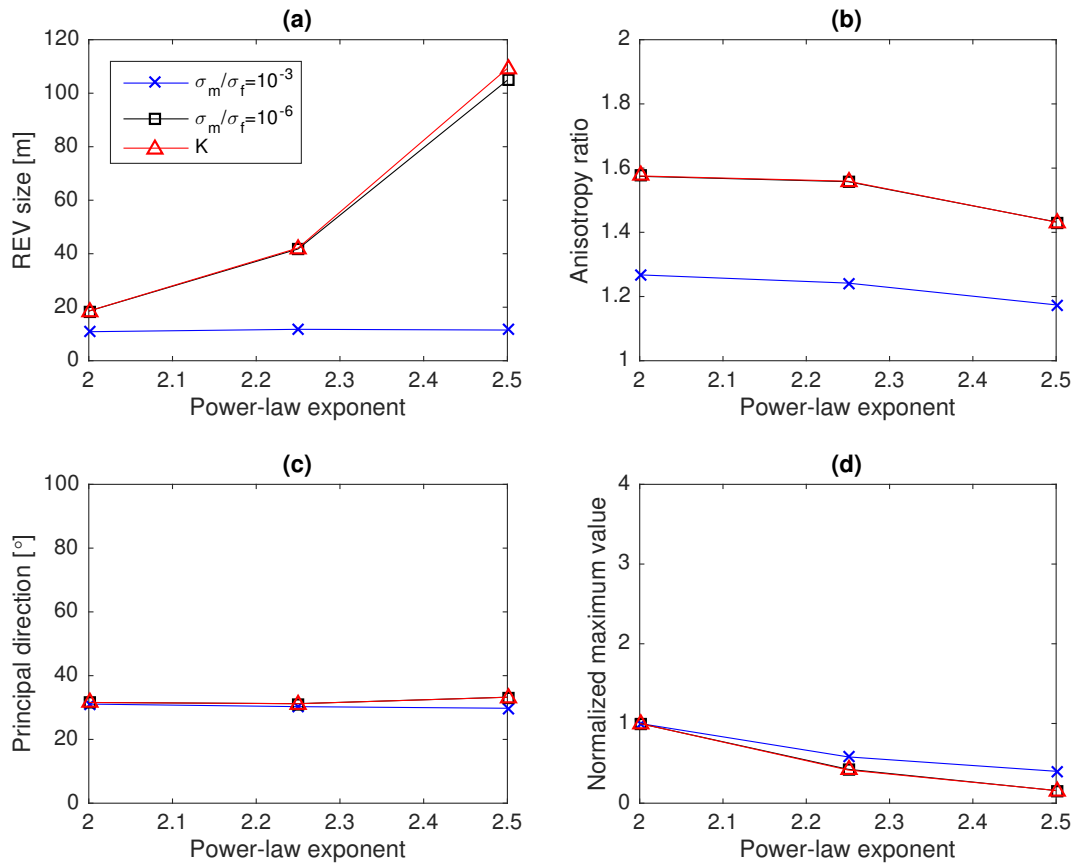 (a)
REV size [m]
120
100
80
60
40
20
0
σ_m/σ_f=10^-3
σ_m/σ_f=10^-6
K
2 2.1 2.2 2.3 2.4 2.5
Power-law exponent
(b)
Anisotropy ratio
2
1.8
1.6
1.4
1.2
1
2 2.1 2.2 2.3 2.4 2.5
Power-law exponent
(c)
Principal direction [°]
100
80
60
40
20
0
2 2.1 2.2 2.3 2.4 2.5
Power-law exponent
(d)
Normalized maximum value
4
3
2
1
0
2 2.1 2.2 2.3 2.4 2.5
Power-law exponent